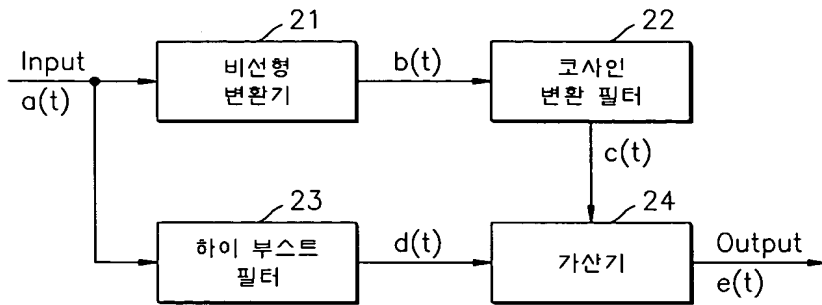 21
22
Input
비선형
변환기
b(t)
코사인
변환 필터
a(t)
c(t)
23
24
하이 부스트
필터
d(t)
가산기
Output
e(t)